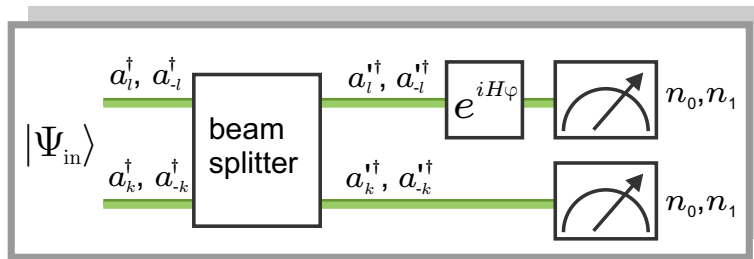 a†ₗ, a†₋ₗ
a'†ₗ, a'†₋ₗ
e^{iHφ}
n₀,n₁
|Ψᵢₙ⟩
beam
splitter
a†ₖ, a†₋ₖ
a'†ₖ, a'†₋ₖ
n₀,n₁